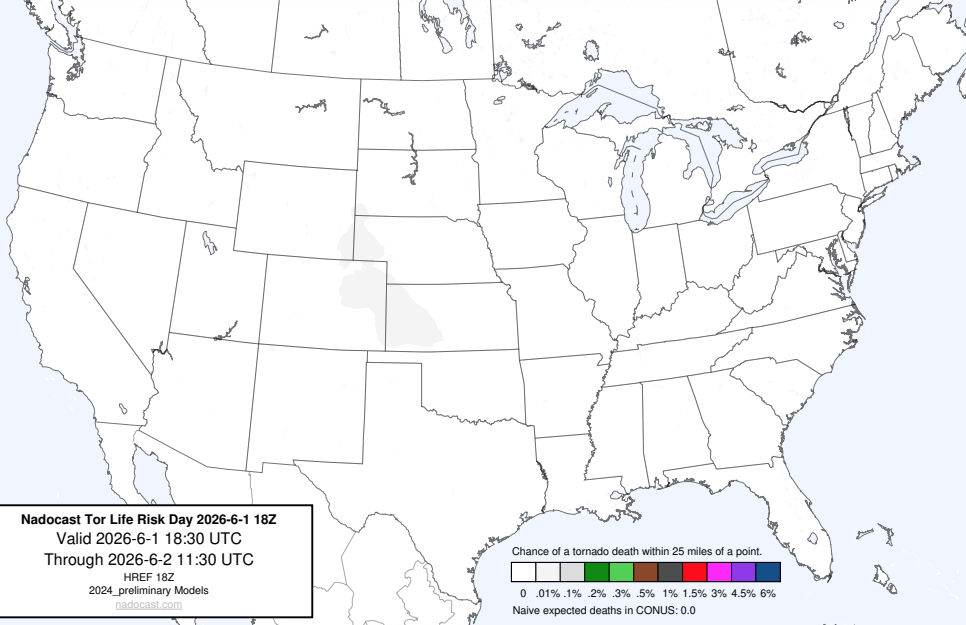 Nadocast Tor Life Risk Day 2026-6-1 18Z
Valid 2026-6-1 18:30 UTC
Through 2026-6-2 11:30 UTC
HREF 18Z
2024_preliminary Models
nadocast.com
Chance of a tornado death within 25 miles of a point.
0 .01% .1% .2% .3% .5% 1% 1.5% 3% 4.5% 6%
Naive expected deaths in CONUS: 0.0